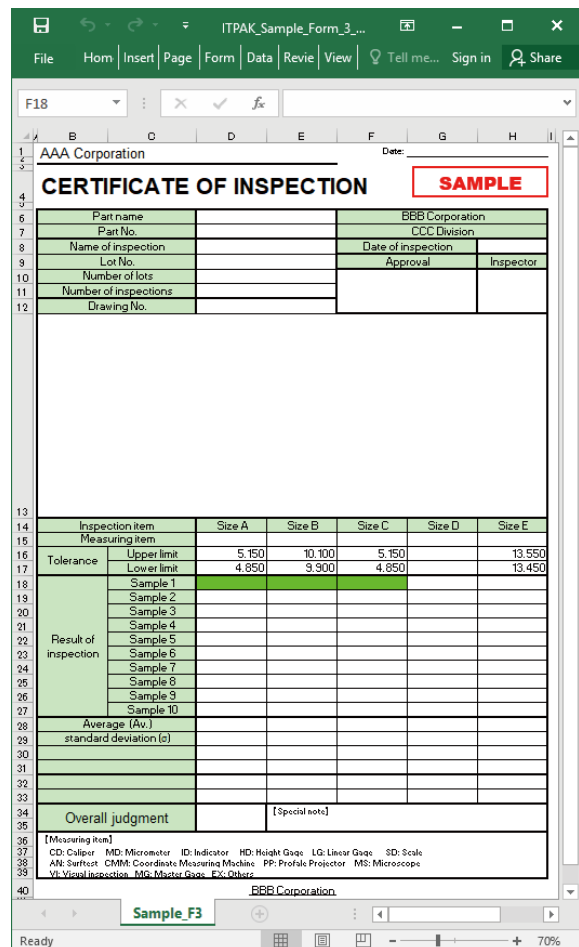 ITPAK_Sample_Form_3_...
File Hom Insert Page Form Data Revie View Tell me... Sign in Share
F18 fx
B C D E F G H I
1 AAA Corporation Date:
2
3
4 CERTIFICATE OF INSPECTION SAMPLE
5
6 Part name BBB Corporation
7 Part No. CCC Division
8 Name of inspection Date of inspection
9 Lot No. Approval Inspector
10 Number of lots
11 Number of inspections
12 Drawing No.
13
14 Inspection item Size A Size B Size C Size D Size E
15 Measuring item
16 Tolerance Upper limit 5.150 10.100 5.150 13.550
17 Lower limit 4.850 9.900 4.850 13.450
18 Sample 1
19 Sample 2
20 Sample 3
21 Sample 4
22 Result of inspection Sample 5
23 Sample 6
24 Sample 7
25 Sample 8
26 Sample 9
27 Sample 10
28 Average (Av.)
29 standard deviation (σ)
30
31
32
33
34 Overall judgment [Special note]
35
36 [Measuring item]
37 CD: Caliper MD: Micrometer ID: Indicator HD: Height Gage LG: Linear Gage SD: Scale
38 AN: Surftest CMM: Coordinate Measuring Machine PP: Profale Projector MS: Microscope
39 VI: Visual inspection MG: Master Gage EX: Others
40 BBB Corporation
Sample_F3
Ready 70%